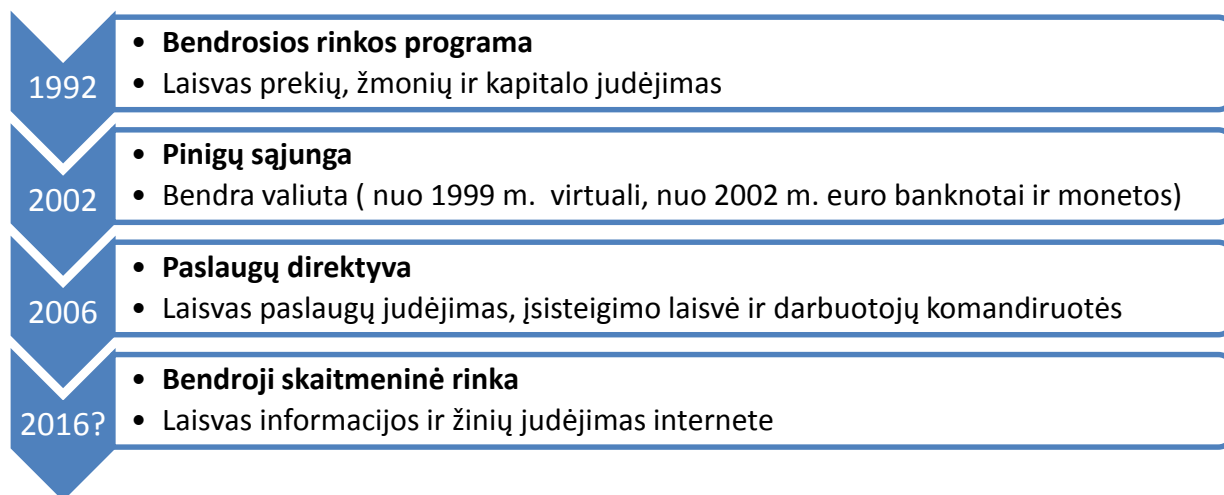 1992
• Bendrosios rinkos programa
• Laisvas prekių, žmonių ir kapitalo judėjimas
2002
• Pinigų sąjunga
• Bendra valiuta ( nuo 1999 m.  virtuali, nuo 2002 m. euro banknotai ir monetos)
2006
• Paslaugų direktyva
• Laisvas paslaugų judėjimas, įsisteigimo laisvė ir darbuotojų komandiruotės
2016?
• Bendroji skaitmeninė rinka
• Laisvas informacijos ir žinių judėjimas internete